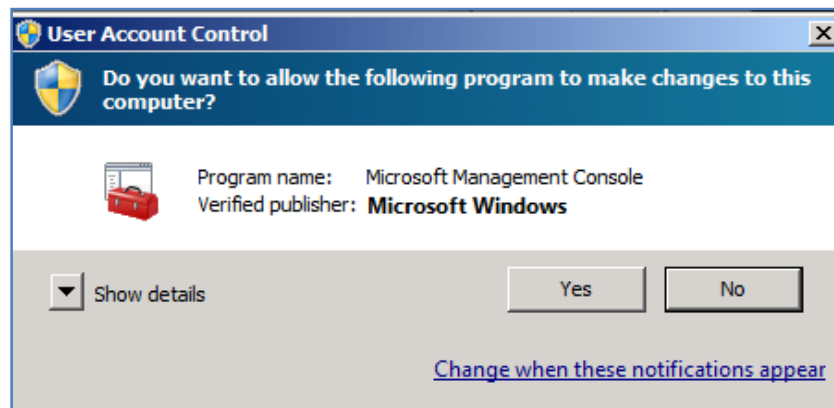 User Account Control
Do you want to allow the following program to make changes to this
computer?
Program name: Microsoft Management Console
Verified publisher: Microsoft Windows
Show details
Yes
No
Change when these notifications appear